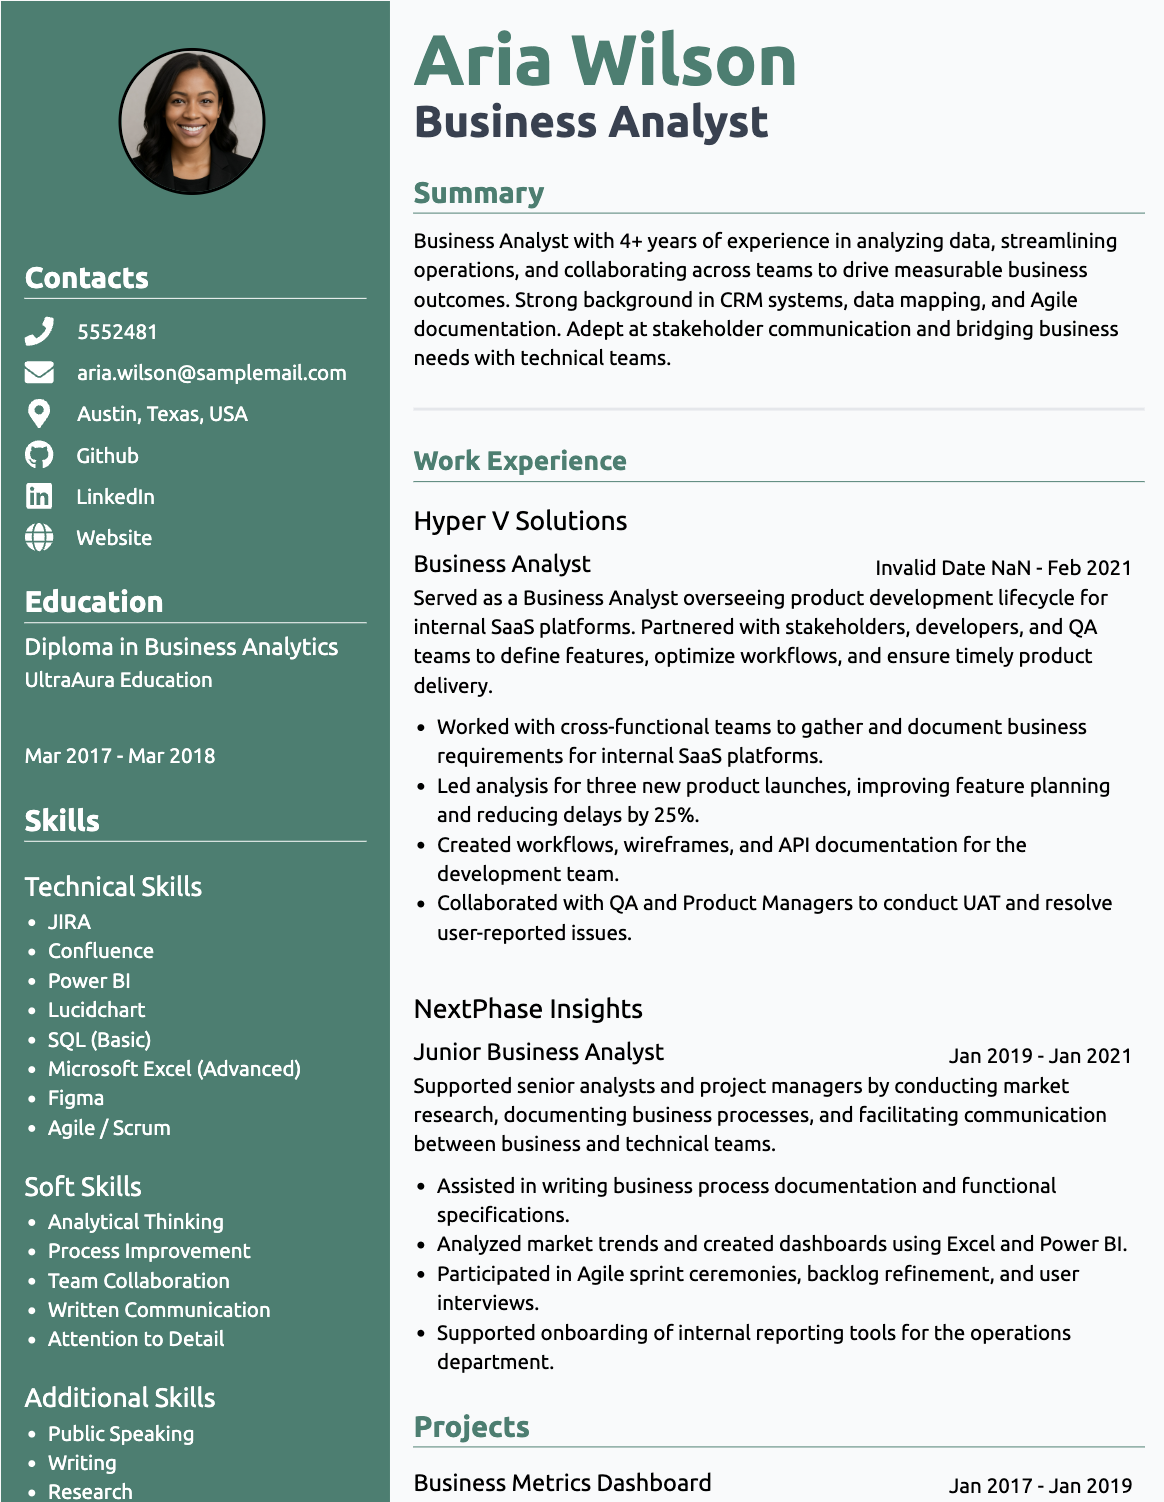 Contacts
5552481
aria.wilson@samplemail.com
Austin, Texas, USA
Github
LinkedIn
Website
Education
Diploma in Business Analytics
UltraAura Education
Mar 2017 - Mar 2018
Skills
Technical Skills
• JIRA
• Confluence
• Power BI
• Lucidchart
• SQL (Basic)
• Microsoft Excel (Advanced)
• Figma
• Agile / Scrum
Soft Skills
• Analytical Thinking
• Process Improvement
• Team Collaboration
• Written Communication
• Attention to Detail
Additional Skills
• Public Speaking
• Writing
• Research
Aria Wilson
Business Analyst
Summary
Business Analyst with 4+ years of experience in analyzing data, streamlining
operations, and collaborating across teams to drive measurable business
outcomes. Strong background in CRM systems, data mapping, and Agile
documentation. Adept at stakeholder communication and bridging business
needs with technical teams.
Work Experience
Hyper V Solutions
Business Analyst Invalid Date NaN - Feb 2021
Served as a Business Analyst overseeing product development lifecycle for
internal SaaS platforms. Partnered with stakeholders, developers, and QA
teams to define features, optimize workflows, and ensure timely product
delivery.
• Worked with cross-functional teams to gather and document business
requirements for internal SaaS platforms.
• Led analysis for three new product launches, improving feature planning
and reducing delays by 25%.
• Created workflows, wireframes, and API documentation for the
development team.
• Collaborated with QA and Product Managers to conduct UAT and resolve
user-reported issues.
NextPhase Insights
Junior Business Analyst Jan 2019 - Jan 2021
Supported senior analysts and project managers by conducting market
research, documenting business processes, and facilitating communication
between business and technical teams.
• Assisted in writing business process documentation and functional
specifications.
• Analyzed market trends and created dashboards using Excel and Power BI.
• Participated in Agile sprint ceremonies, backlog refinement, and user
interviews.
• Supported onboarding of internal reporting tools for the operations
department.
Projects
Business Metrics Dashboard Jan 2017 - Jan 2019